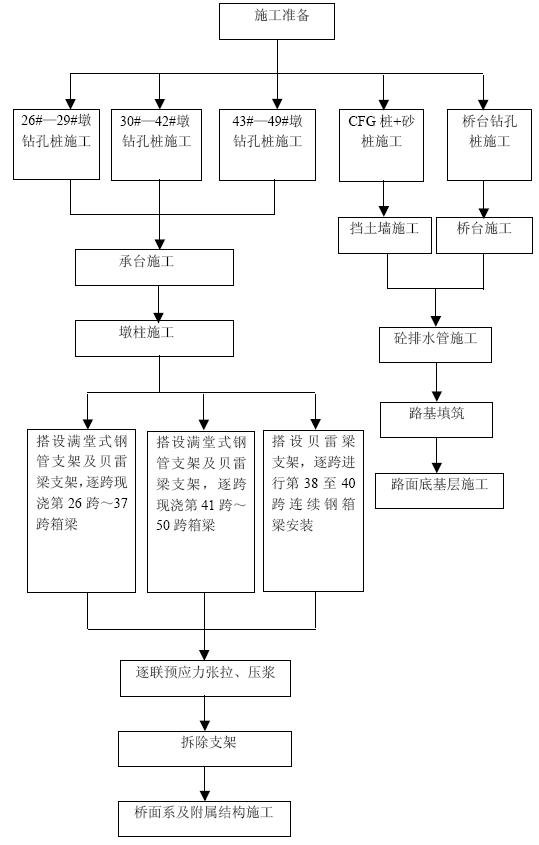 施工准备
26#—29#墩
钻孔桩施工
30#—42#墩
钻孔桩施工
43#—49#墩
钻孔桩施工
CFG 桩+砂
桩施工
桥台钻孔
桩施工
挡土墙施工
桥台施工
承台施工
墩柱施工
砼排水管施工
路基填筑
路面底基层施工
搭设满堂式钢
管支架及贝雷
梁支架,逐跨现
浇第 26 跨～37
跨箱梁
搭设满堂式钢
管支架及贝雷
梁支架，逐跨
现浇第 41 跨～
50 跨箱梁
搭设贝雷梁
支架，逐跨进
行第 38 至 40
跨连续钢箱
梁安装
逐联预应力张拉、压浆
拆除支架
桥面系及附属结构施工